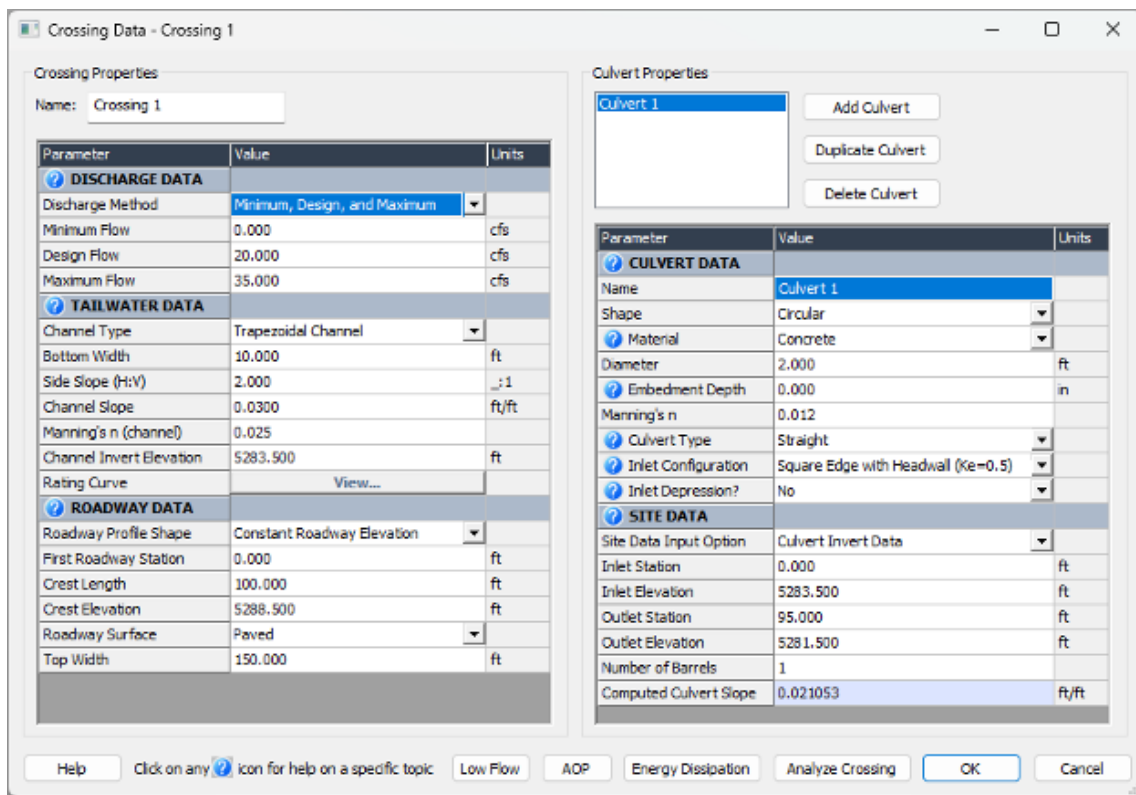 Crossing Data - Crossing 1
Crossing Properties
Name: Crossing 1
Parameter Value Units
DISCHARGE DATA
Discharge Method Minimum, Design, and Maximum
Minimum Flow 0.000 cfs
Design Flow 20.000 cfs
Maximum Flow 35.000 cfs
TAILWATER DATA
Channel Type Trapezoidal Channel
Bottom Width 10.000 ft
Side Slope (H:V) 2.000 _:1
Channel Slope 0.0300 ft/ft
Manning's n (channel) 0.025
Channel Invert Elevation 5283.500 ft
Rating Curve View...
ROADWAY DATA
Roadway Profile Shape Constant Roadway Elevation
First Roadway Station 0.000 ft
Crest Length 100.000 ft
Crest Elevation 5288.500 ft
Roadway Surface Paved
Top Width 150.000 ft
Culvert Properties
Culvert 1
Add Culvert
Duplicate Culvert
Delete Culvert
Parameter Value Units
CULVERT DATA
Name Culvert 1
Shape Circular
Material Concrete
Diameter 2.000 ft
Embedment Depth 0.000 in
Manning's n 0.012
Culvert Type Straight
Inlet Configuration Square Edge with Headwall (Ke=0.5)
Inlet Depression? No
SITE DATA
Site Data Input Option Culvert Invert Data
Inlet Station 0.000 ft
Inlet Elevation 5283.500 ft
Outlet Station 95.000 ft
Outlet Elevation 5281.500 ft
Number of Barrels 1
Computed Culvert Slope 0.021053 ft/ft
Help Click on any ? icon for help on a specific topic Low Flow AOP Energy Dissipation Analyze Crossing OK Cancel